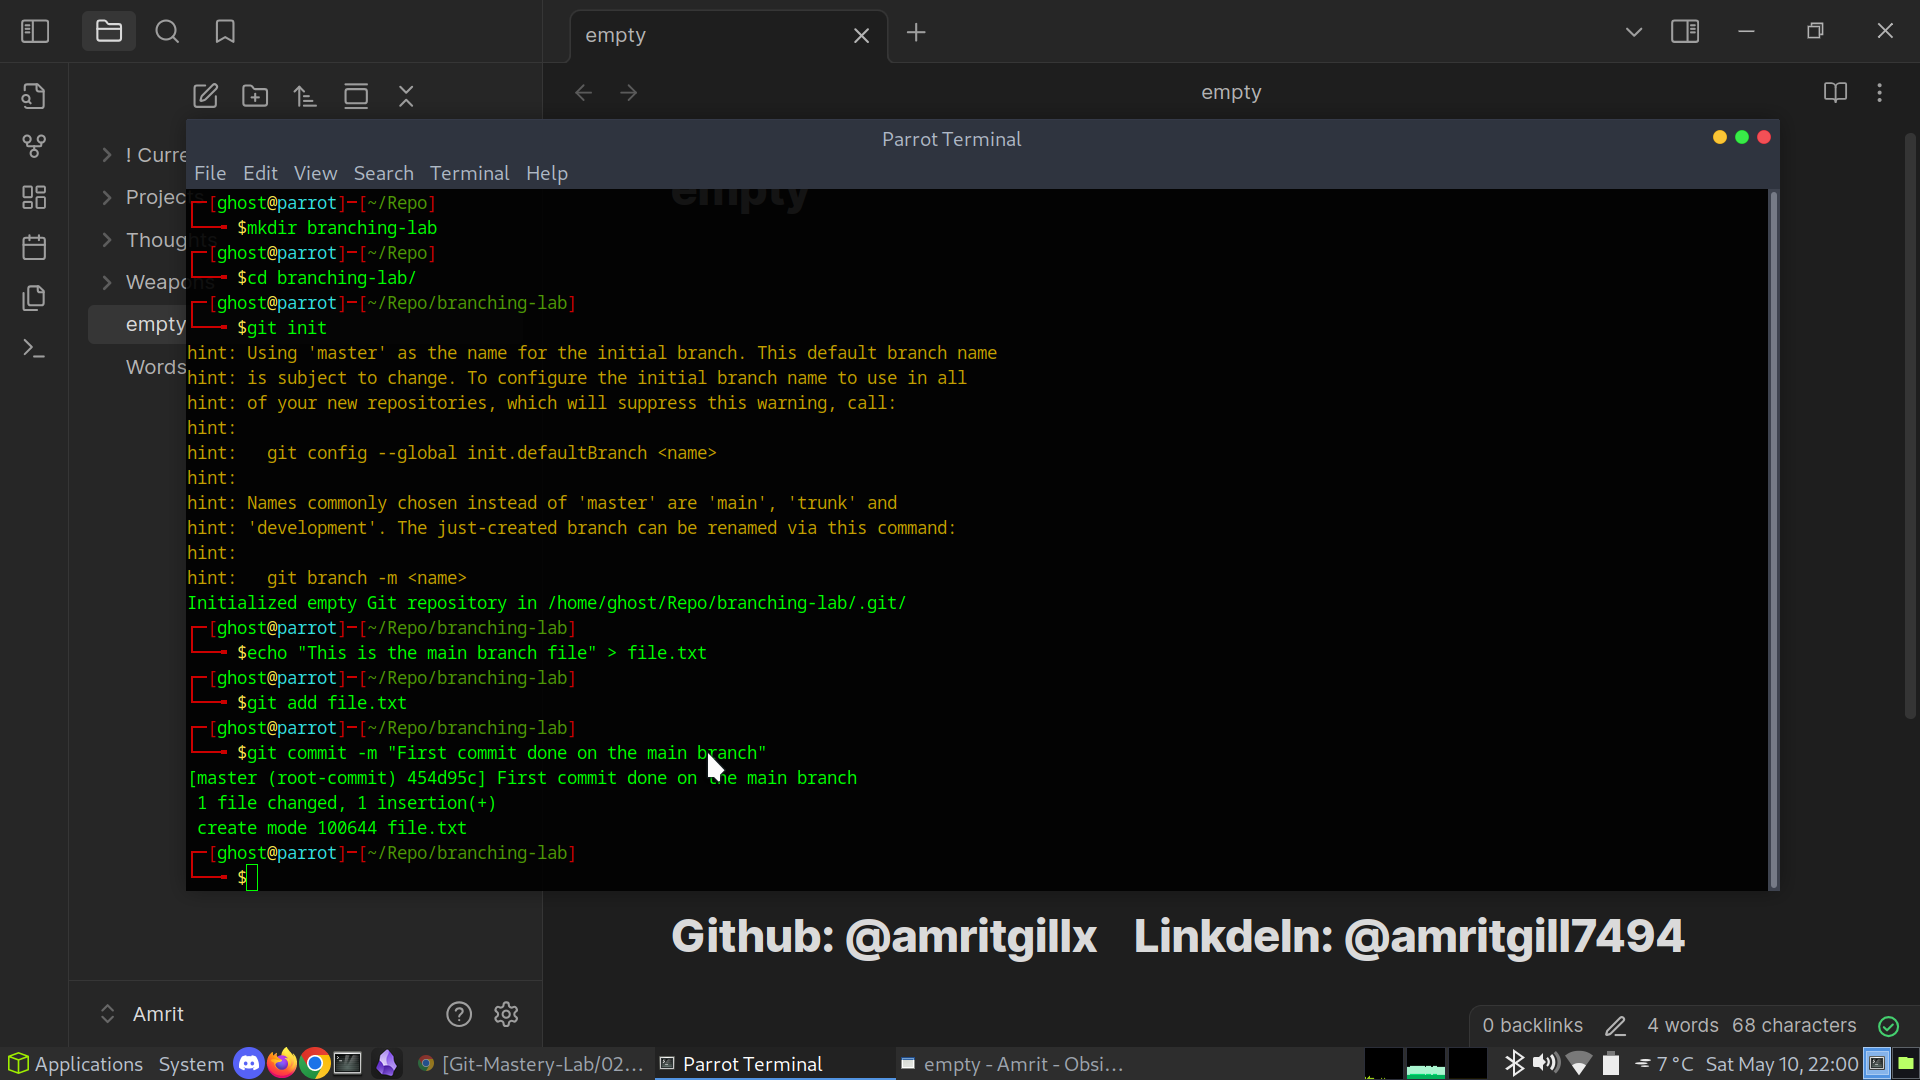 empty
empty
! Curre
Projec
Thoug
Weapo
empty
Words
Parrot Terminal
File Edit View Search Terminal Help
empty
[ghost@parrot]─[~/Repo]
$mkdir branching-lab
[ghost@parrot]─[~/Repo]
$cd branching-lab/
[ghost@parrot]─[~/Repo/branching-lab]
$git init
hint: Using 'master' as the name for the initial branch. This default branch name
hint: is subject to change. To configure the initial branch name to use in all
hint: of your new repositories, which will suppress this warning, call:
hint:
hint:   git config --global init.defaultBranch <name>
hint:
hint: Names commonly chosen instead of 'master' are 'main', 'trunk' and
hint: 'development'. The just-created branch can be renamed via this command:
hint:
hint:   git branch -m <name>
Initialized empty Git repository in /home/ghost/Repo/branching-lab/.git/
[ghost@parrot]─[~/Repo/branching-lab]
$echo "This is the main branch file" > file.txt
[ghost@parrot]─[~/Repo/branching-lab]
$git add file.txt
[ghost@parrot]─[~/Repo/branching-lab]
$git commit -m "First commit done on the main branch"
[master (root-commit) 454d95c] First commit done on the main branch
1 file changed, 1 insertion(+)
create mode 100644 file.txt
[ghost@parrot]─[~/Repo/branching-lab]
$
Github: @amritgillx Linkdeln: @amritgill7494
Amrit
0 backlinks 4 words 68 characters
Applications System [Git-Mastery-Lab/02... Parrot Terminal empty - Amrit - Obsi... 7 °C Sat May 10, 22:00